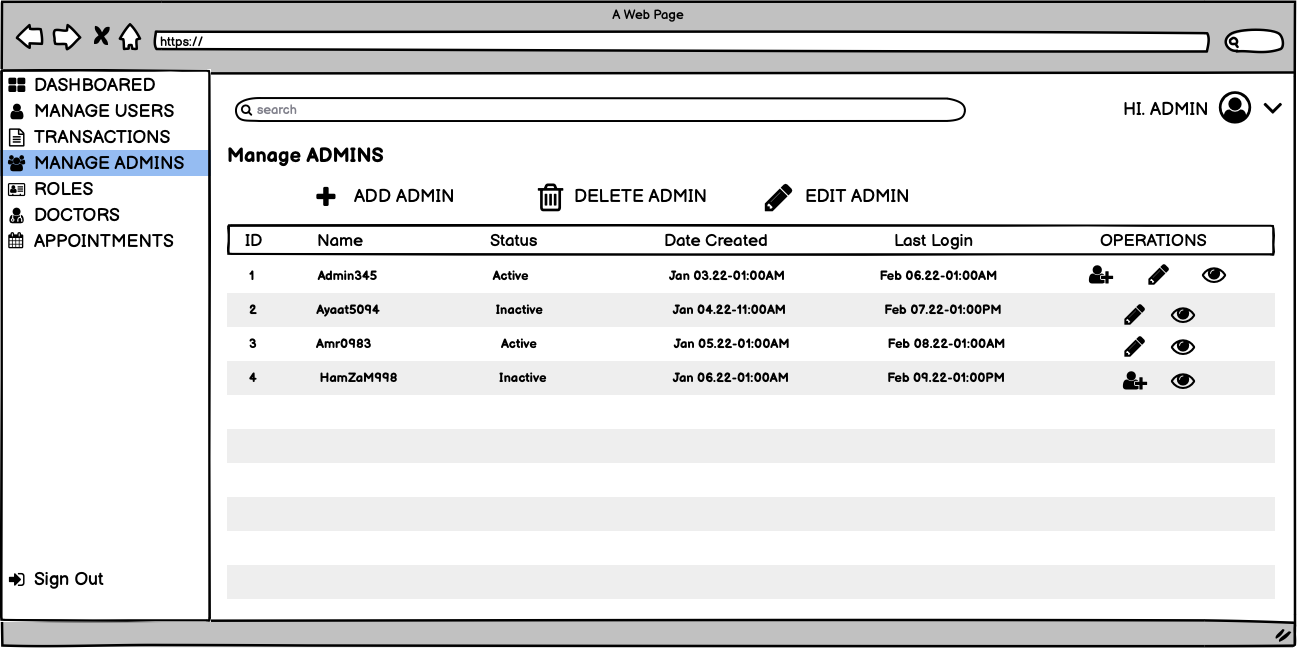 A Web Page
https://
DASHBOARED
MANAGE USERS
TRANSACTIONS
MANAGE ADMINS
ROLES
DOCTORS
APPOINTMENTS
Sign Out
search
HI. ADMIN
Manage ADMINS
ADD ADMIN DELETE ADMIN EDIT ADMIN
ID Name Status Date Created Last Login OPERATIONS
1 Admin345 Active Jan 03.22-01:00AM Feb 06.22-01:00AM
2 Ayaat5094 Inactive Jan 04.22-11:00AM Feb 07.22-01:00PM
3 Amr0983 Active Jan 05.22-01:00AM Feb 08.22-01:00AM
4 HamZaM998 Inactive Jan 06.22-01:00AM Feb 09.22-01:00PM